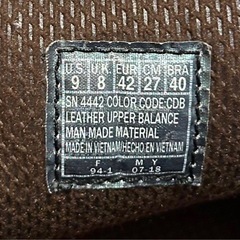 U.S. U.K. EUR CM BRA
9 8 42 27 40
SN 4442 COLOR CODE: CDB
LEATHER UPPER BALANCE
MAN MADE MATERIAL
MADE IN VIETNAM/HECHO EN VIETNAM
M Y
94-1 07-18